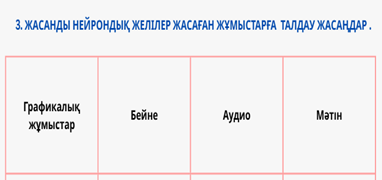 3. ЖАСАНДЫ НЕЙРОНДЫҚ ЖЕЛІЛЕР ЖАСАҒАН ЖҰМЫСТАРҒА ТАЛДАУ ЖАСАҢДАР .
Графикалық
жұмыстар
Бейне
Аудио
Мәтін